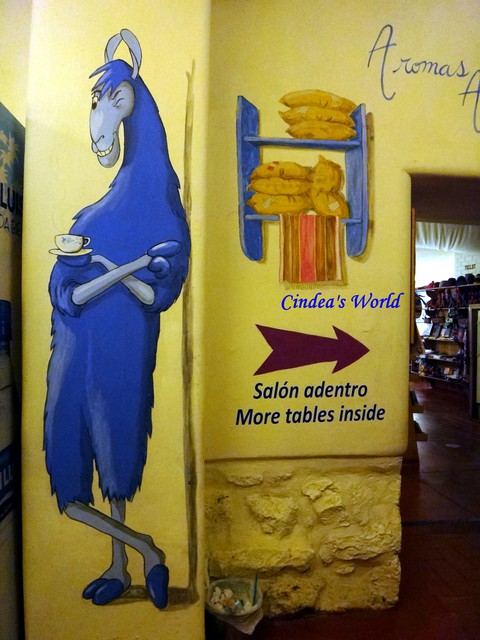 Aromas
Cindea's World
Salón adentro
More tables inside